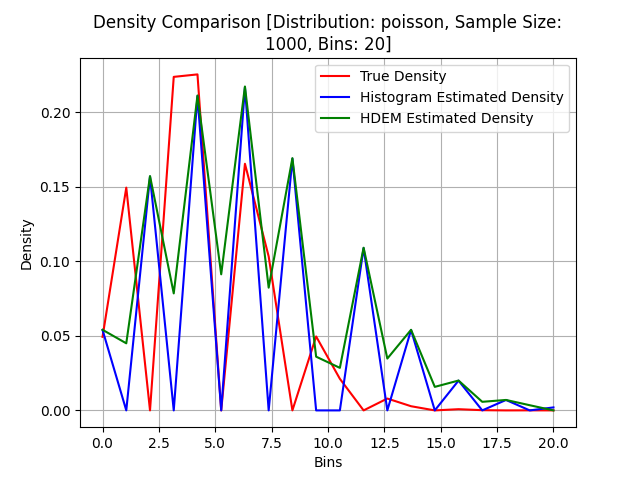 Density Comparison [Distribution: poisson, Sample Size:
1000, Bins: 20]
True Density
Histogram Estimated Density
HDEM Estimated Density
Density
0.20
0.15
0.10
0.05
0.00
0.0 2.5 5.0 7.5 10.0 12.5 15.0 17.5 20.0
Bins